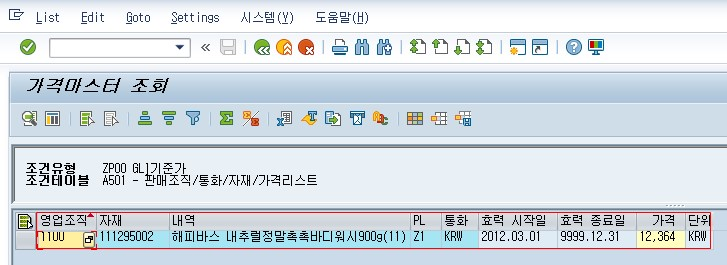 List Edit Goto Settings 시스템(Y) 도움말(H)
가격마스터 조회
조건유형 ZP00 GL]기준가
조건테이블 A501 - 판매조직/통화/자재/가격리스트
영업조직 자재 내역 PL 통화 효력 시작일 효력 종료일 가격 단위
1100 111295002 해피바스 내추럴정말촉촉바디워시900g(11) Z1 KRW 2012.03.01 9999.12.31 12,364 KRW